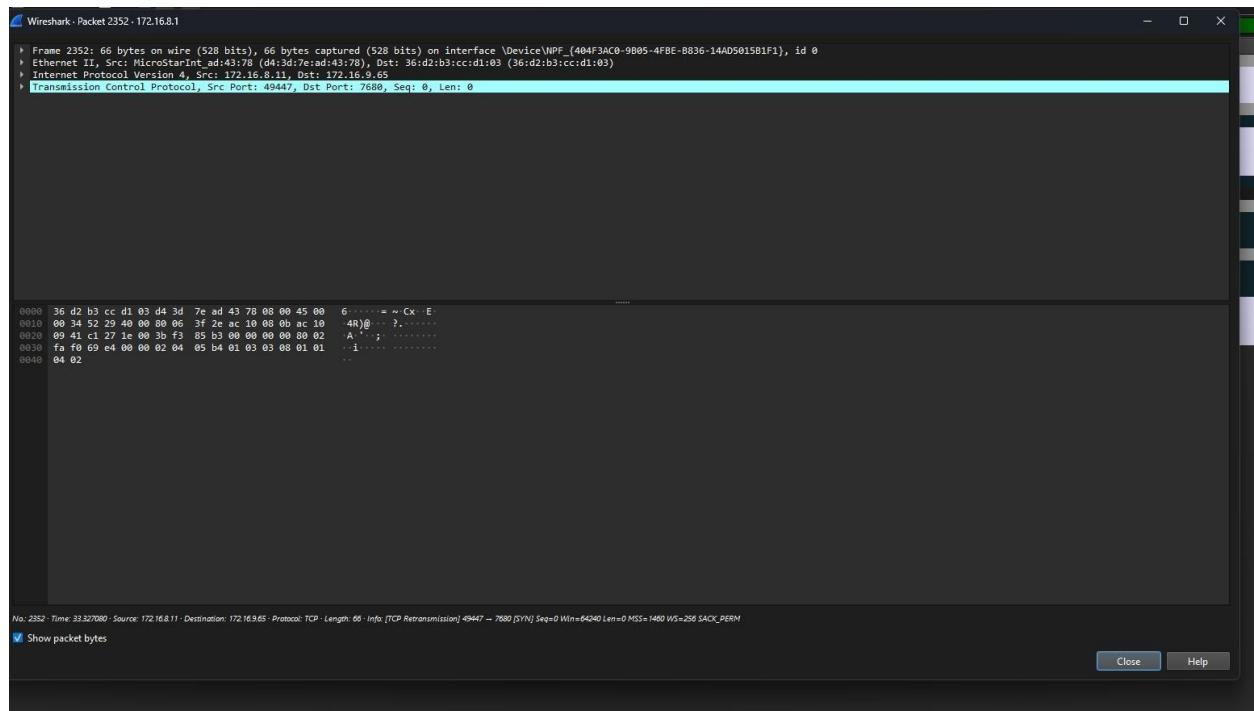 Wireshark · Packet 2352 · 172.16.8.1
Frame 2352: 66 bytes on wire (528 bits), 66 bytes captured (528 bits) on interface \Device\NPF_{404F3AC0-9B05-4FBE-B836-14AD5015B1F1}, id 0
Ethernet II, Src: MicroStarInt_ad:43:78 (d4:3d:7e:ad:43:78), Dst: 36:d2:b3:cc:d1:03 (36:d2:b3:cc:d1:03)
Internet Protocol Version 4, Src: 172.16.8.11, Dst: 172.16.9.65
Transmission Control Protocol, Src Port: 49447, Dst Port: 7680, Seq: 0, Len: 0
0000 36 d2 b3 cc d1 03 d4 3d 7e ad 43 78 08 00 45 00 6······= ~·Cx··E·
0010 00 34 52 29 40 00 80 06 3f 2e ac 10 08 0b ac 10 ·4R)@··· ?.······
0020 09 41 c1 27 1e 00 3b f3 85 b3 00 00 00 00 80 02 ·A·'··;· ········
0030 fa f0 69 e4 00 00 02 04 05 b4 01 03 03 08 01 01 ··i····· ········
0040 04 02 ··
No.: 2352 · Time: 33.327080 · Source: 172.16.8.11 · Destination: 172.16.9.65 · Protocol: TCP · Length: 66 · Info: [TCP Retransmission] 49447 → 7680 [SYN] Seq=0 Win=64240 Len=0 MSS=1460 WS=256 SACK_PERM
Show packet bytes
Close Help